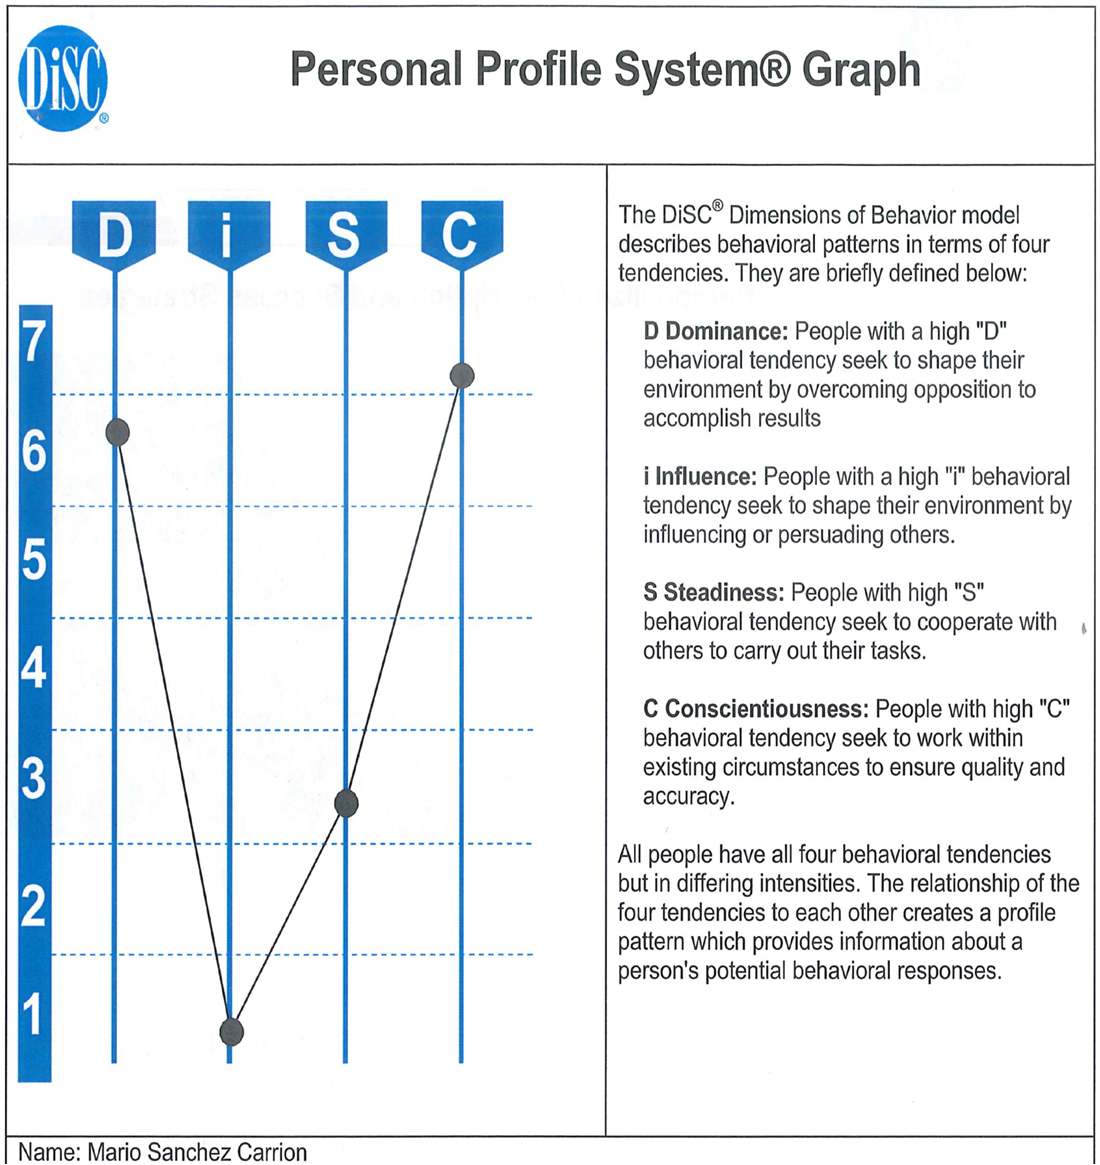 DiSC®
Personal Profile System® Graph
D i S C
7
6
5
4
3
2
1
The DiSC® Dimensions of Behavior model
describes behavioral patterns in terms of four
tendencies. They are briefly defined below:
D Dominance: People with a high "D"
behavioral tendency seek to shape their
environment by overcoming opposition to
accomplish results
i Influence: People with a high "i" behavioral
tendency seek to shape their environment by
influencing or persuading others.
S Steadiness: People with high "S"
behavioral tendency seek to cooperate with
others to carry out their tasks.
C Conscientiousness: People with high "C"
behavioral tendency seek to work within
existing circumstances to ensure quality and
accuracy.
All people have all four behavioral tendencies
but in differing intensities. The relationship of the
four tendencies to each other creates a profile
pattern which provides information about a
person's potential behavioral responses.
Name: Mario Sanchez Carrion